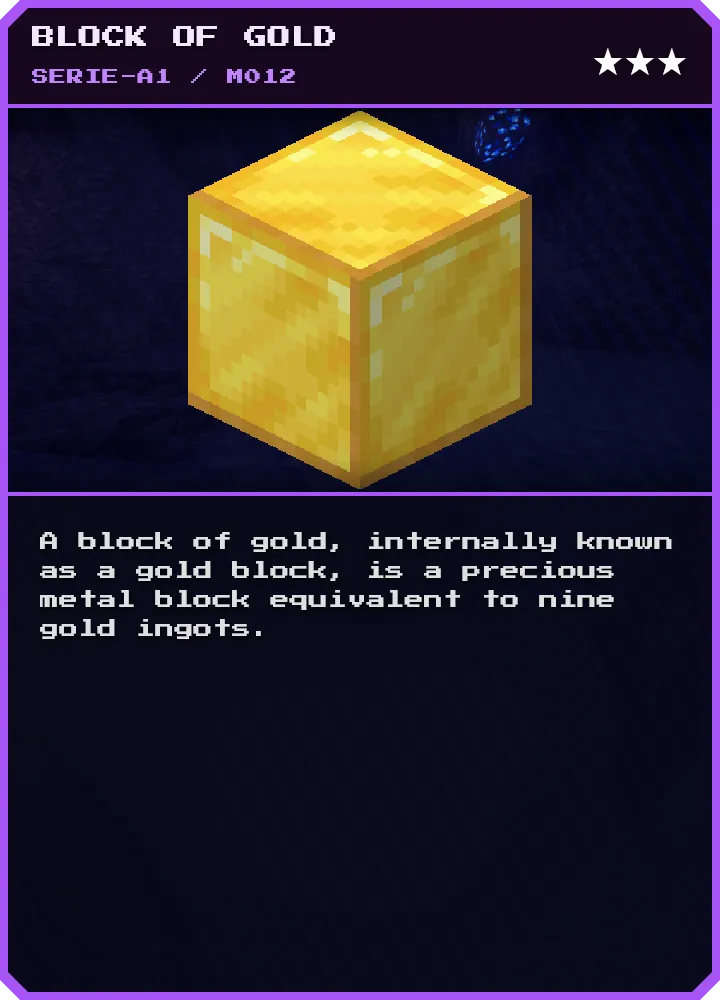 BLOCK OF GOLD
SERIE-A1 / M012
★★★
A block of gold, internally known
as a gold block, is a precious
metal block equivalent to nine
gold ingots.